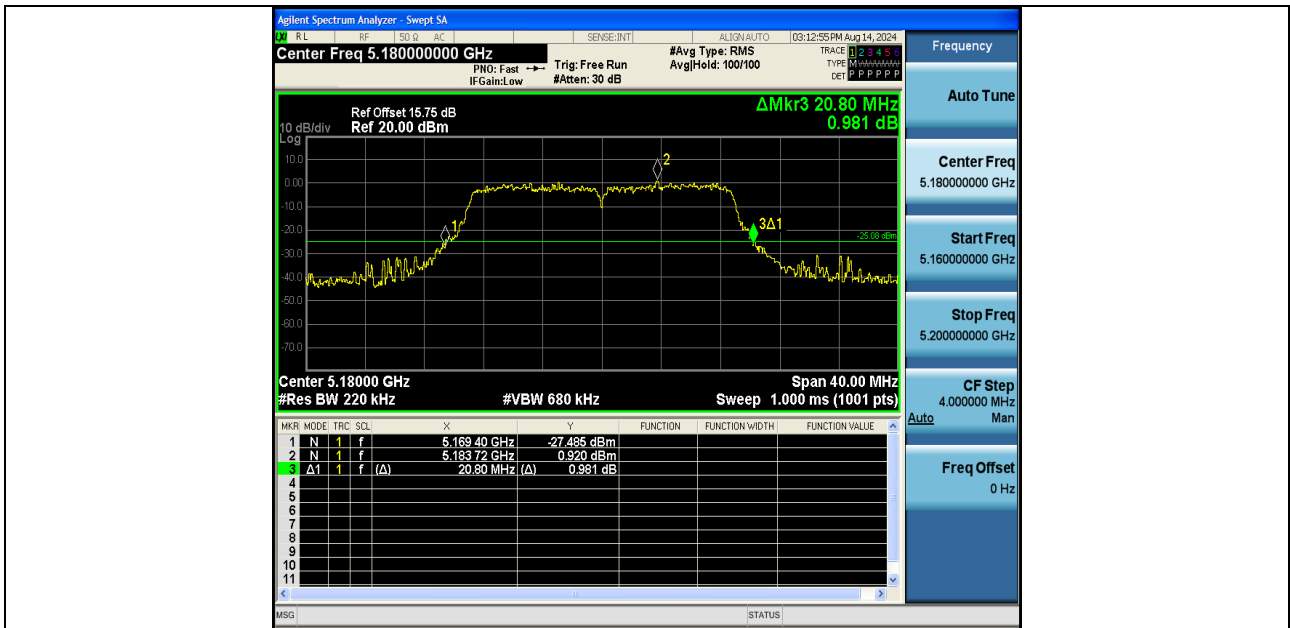 Agilent Spectrum Analyzer - Swept SA
LXI RL RF 50 Ω AC SENSE:INT ALIGN AUTO 03:12:55 PM Aug 14, 2024
Center Freq 5.180000000 GHz
PNO: Fast
IFGain:Low
Trig: Free Run
#Atten: 30 dB
#Avg Type: RMS
Avg|Hold: 100/100
TRACE 1 2 3 4 5 6
TYPE M W W W W W
DET P P P P P P
Frequency
ΔMkr3 20.80 MHz
0.981 dB
Ref Offset 15.75 dB
10 dB/div Ref 20.00 dBm
Log
10.0
0.00
-10.0
-20.0
-30.0
-40.0
-50.0
-60.0
-70.0
1
2
3Δ1
-25.08 dBm
Center 5.18000 GHz Span 40.00 MHz
#Res BW 220 kHz #VBW 680 kHz Sweep 1.000 ms (1001 pts)
MKR MODE TRC SCL X Y FUNCTION FUNCTION WIDTH FUNCTION VALUE
1 N 1 f 5.169 40 GHz -27.485 dBm
2 N 1 f 5.183 72 GHz 0.920 dBm
3 Δ1 1 f (Δ) 20.80 MHz (Δ) 0.981 dB
4
5
6
7
8
9
10
11
Auto Tune
Center Freq
5.180000000 GHz
Start Freq
5.160000000 GHz
Stop Freq
5.200000000 GHz
CF Step
4.000000 MHz
Auto Man
Freq Offset
0 Hz
MSG STATUS